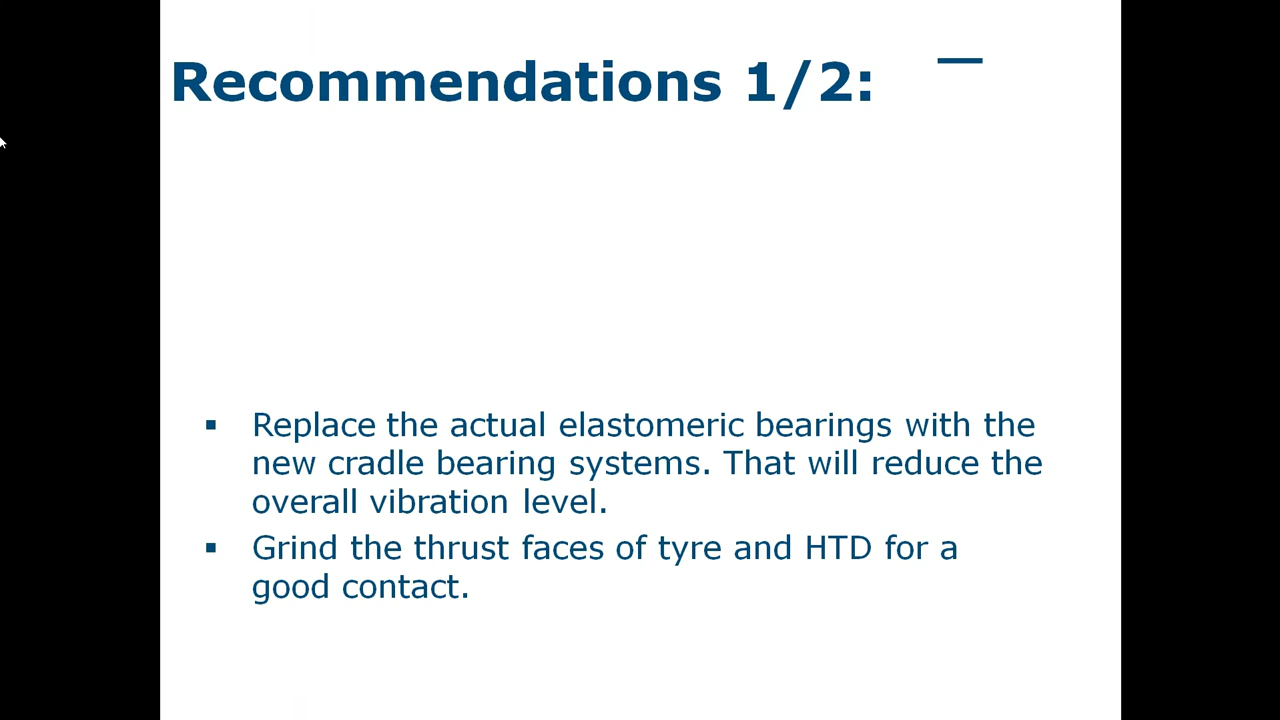 Recommendations 1/2:
▪ Replace the actual elastomeric bearings with the
new cradle bearing systems. That will reduce the
overall vibration level.
▪ Grind the thrust faces of tyre and HTD for a
good contact.